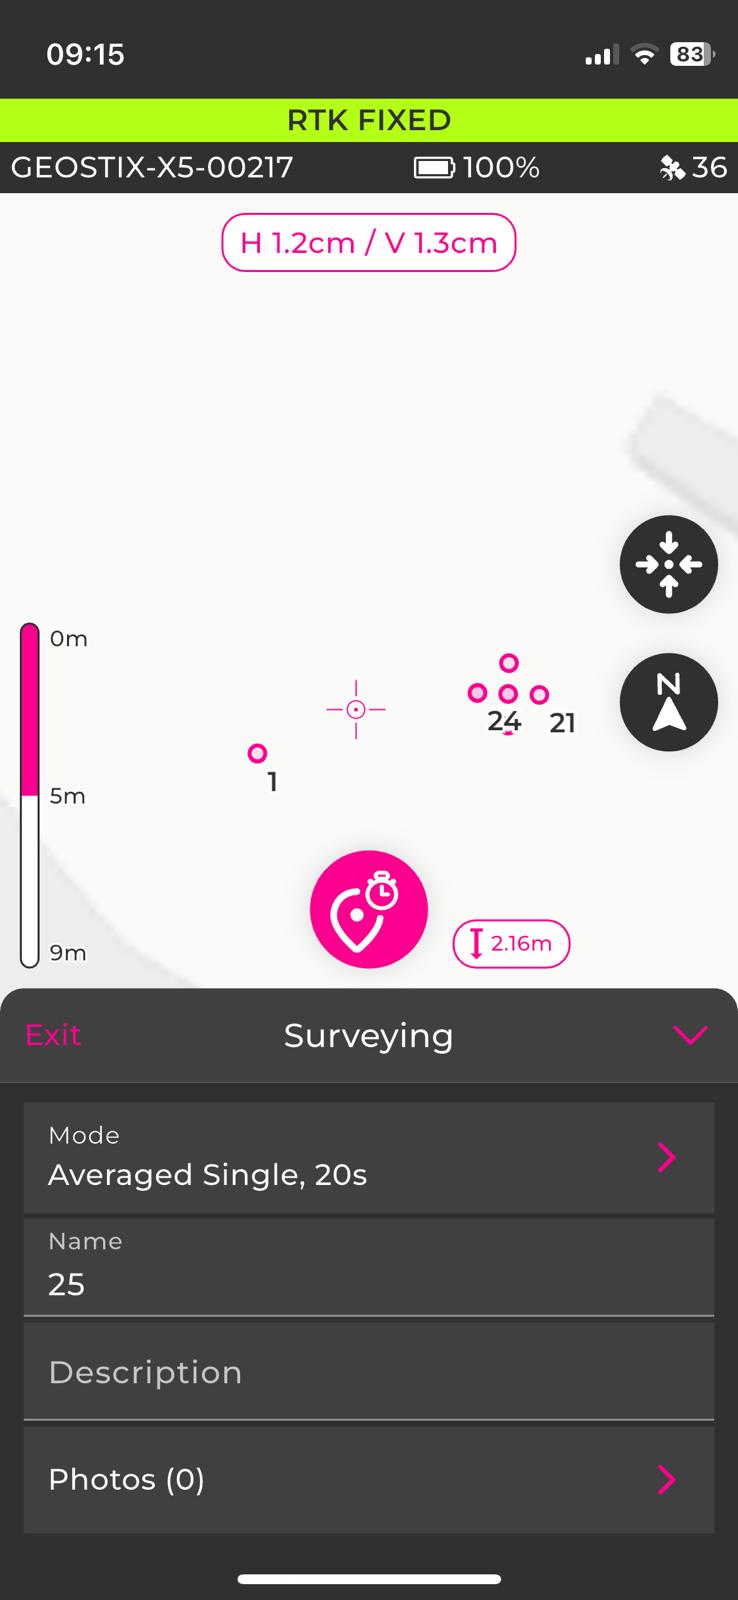 09:15
83
RTK FIXED
GEOSTIX-X5-00217
100%
36
H 1.2cm / V 1.3cm
N
0m
5m
9m
24
21
1
2.16m
Exit
Surveying
Mode
Averaged Single, 20s
Name
25
Description
Photos (0)